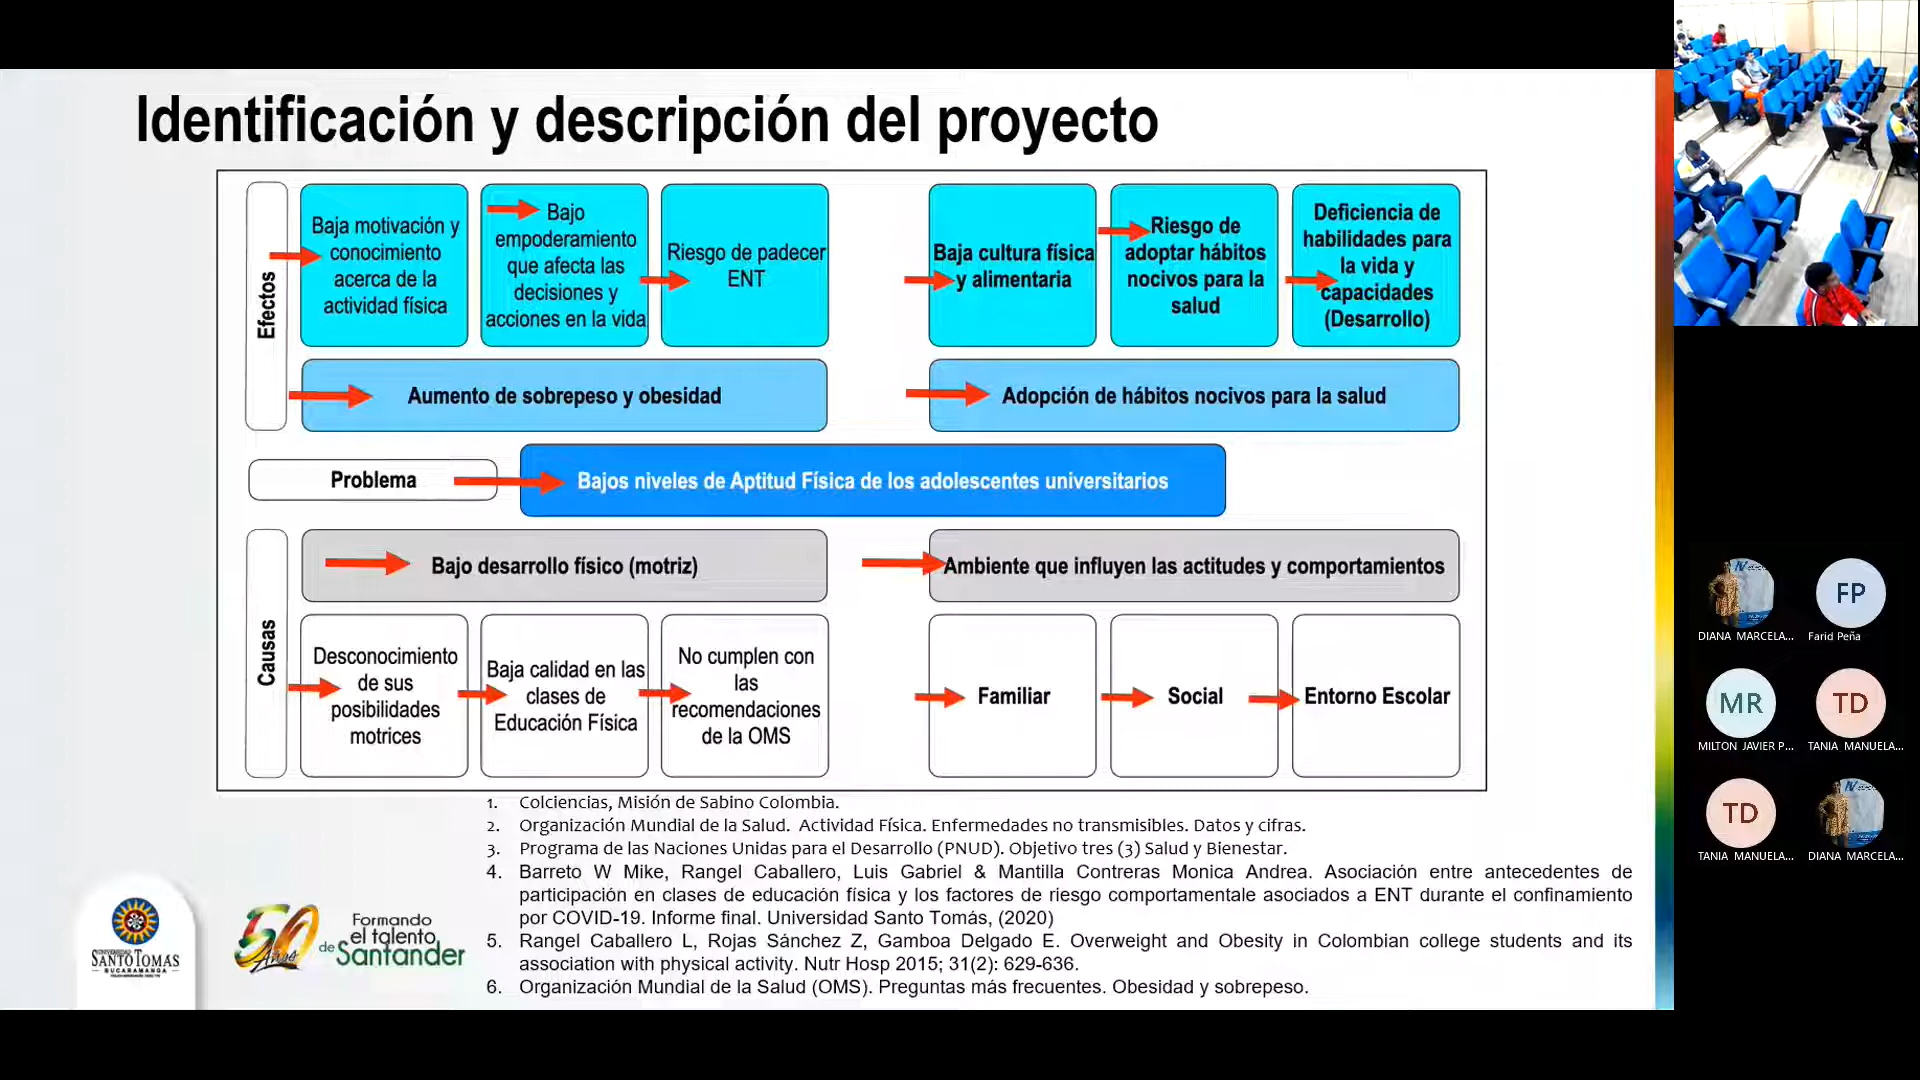 Identificación y descripción del proyecto
Efectos
Baja motivación y
conocimiento
acerca de la
actividad física
Bajo
empoderamiento
que afecta las
decisiones y
acciones en la vida
Riesgo de padecer
ENT
Baja cultura física
y alimentaria
Riesgo de
adoptar hábitos
nocivos para la
salud
Deficiencia de
habilidades para
la vida y
capacidades
(Desarrollo)
Aumento de sobrepeso y obesidad
Adopción de hábitos nocivos para la salud
Problema
Bajos niveles de Aptitud Física de los adolescentes universitarios
Causas
Bajo desarrollo físico (motriz)
Ambiente que influyen las actitudes y comportamientos
Desconocimiento
de sus
posibilidades
motrices
Baja calidad en las
clases de
Educación Física
No cumplen con
las
recomendaciones
de la OMS
Familiar
Social
Entorno Escolar
1. Colciencias, Misión de Sabino Colombia.
2. Organización Mundial de la Salud. Actividad Física. Enfermedades no transmisibles. Datos y cifras.
3. Programa de las Naciones Unidas para el Desarrollo (PNUD). Objetivo tres (3) Salud y Bienestar.
4. Barreto W Mike, Rangel Caballero, Luis Gabriel & Mantilla Contreras Monica Andrea. Asociación entre antecedentes de
participación en clases de educación física y los factores de riesgo comportamentale asociados a ENT durante el confinamiento
por COVID-19. Informe final. Universidad Santo Tomás, (2020)
5. Rangel Caballero L, Rojas Sánchez Z, Gamboa Delgado E. Overweight and Obesity in Colombian college students and its
association with physical activity. Nutr Hosp 2015; 31(2): 629-636.
6. Organización Mundial de la Salud (OMS). Preguntas más frecuentes. Obesidad y sobrepeso.
UNIVERSIDAD
SANTO TOMAS
BUCARAMANGA
50 Años
Formando
el talento
de Santander
DIANA MARCELA...
FP
Farid Peña
MR
MILTON JAVIER P...
TD
TANIA MANUELA...
TD
TANIA MANUELA...
DIANA MARCELA...